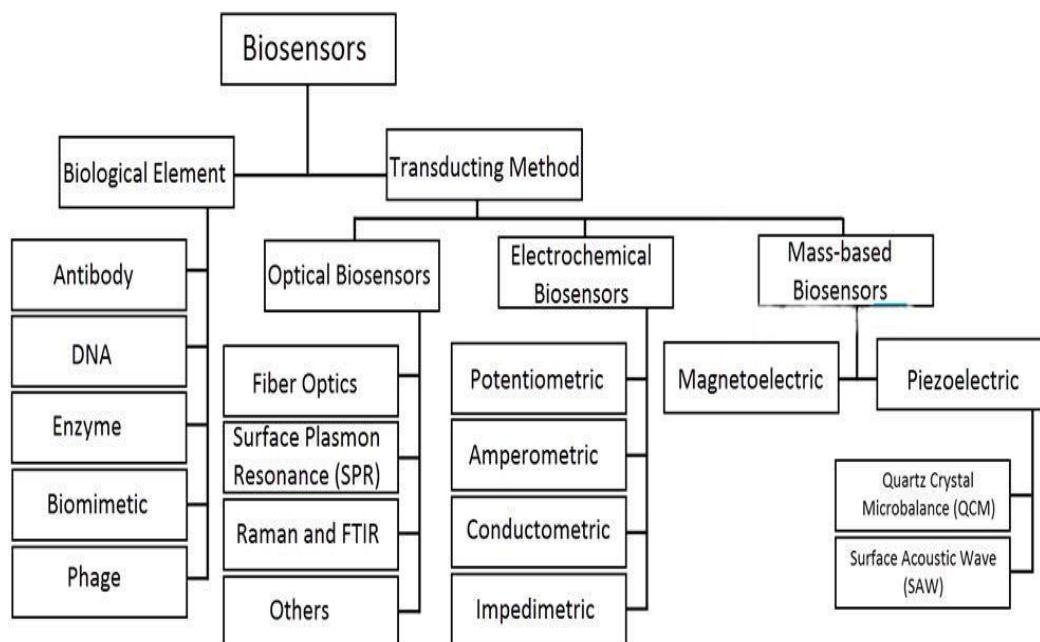 Biosensors
Biological Element
Transducting Method
Antibody
DNA
Enzyme
Biomimetic
Phage
Optical Biosensors
Fiber Optics
Surface Plasmon
Resonance (SPR)
Raman and FTIR
Others
Electrochemical
Biosensors
Potentiometric
Amperometric
Conductometric
Impedimetric
Mass-based
Biosensors
Magnetoelectric
Piezoelectric
Quartz Crystal
Microbalance (QCM)
Surface Acoustic Wave
(SAW)